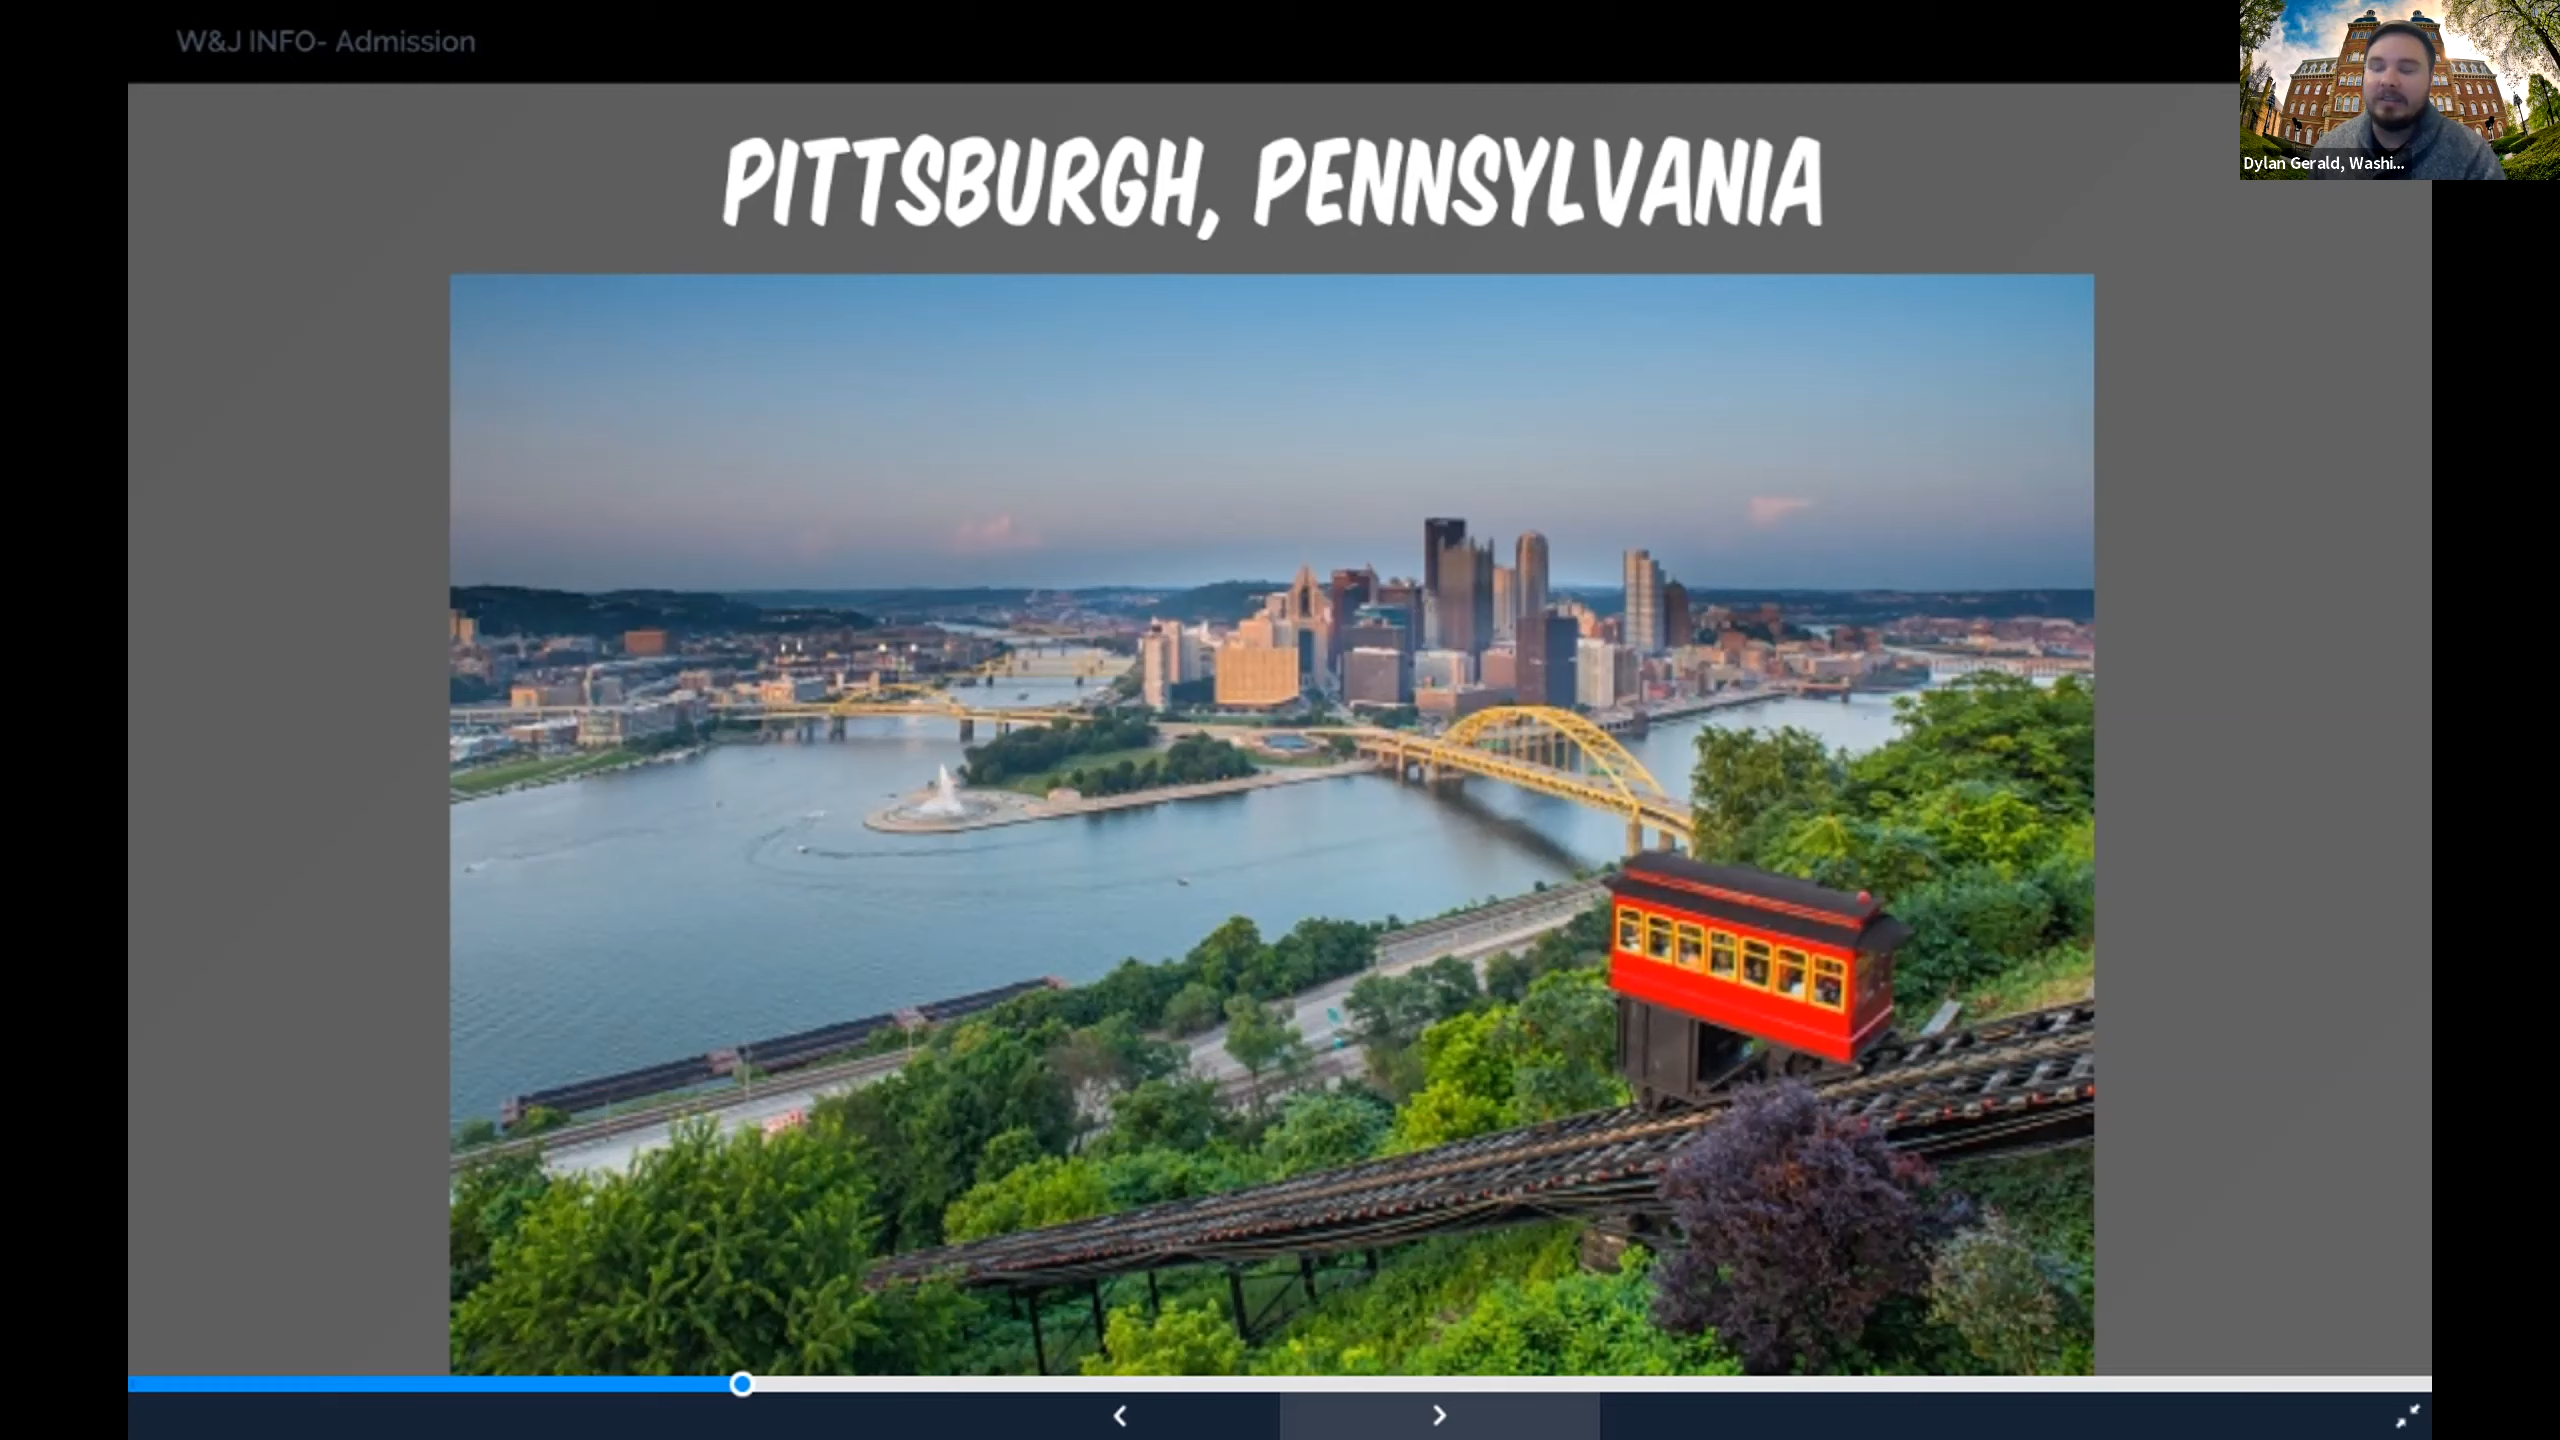 W&J INFO- Admission
PITTSBURGH, PENNSYLVANIA
Dylan Gerald, Washi...